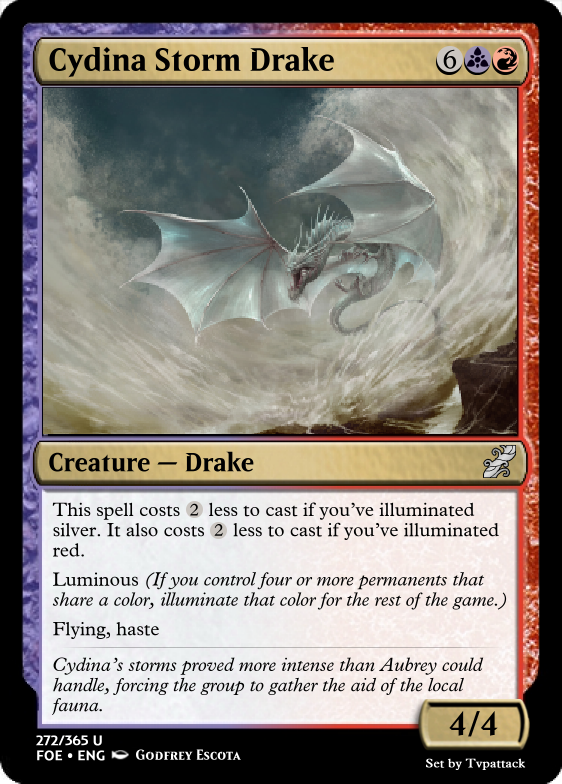 Cydina Storm Drake 6
Creature — Drake
This spell costs 2 less to cast if you've illuminated
silver. It also costs 2 less to cast if you've illuminated
red.
Luminous (If you control four or more permanents that
share a color, illuminate that color for the rest of the game.)
Flying, haste
Cydina's storms proved more intense than Aubrey could
handle, forcing the group to gather the aid of the local
fauna.
4/4
272/365 U
FOE • ENG Godfrey Escota
Set by Tvpattack